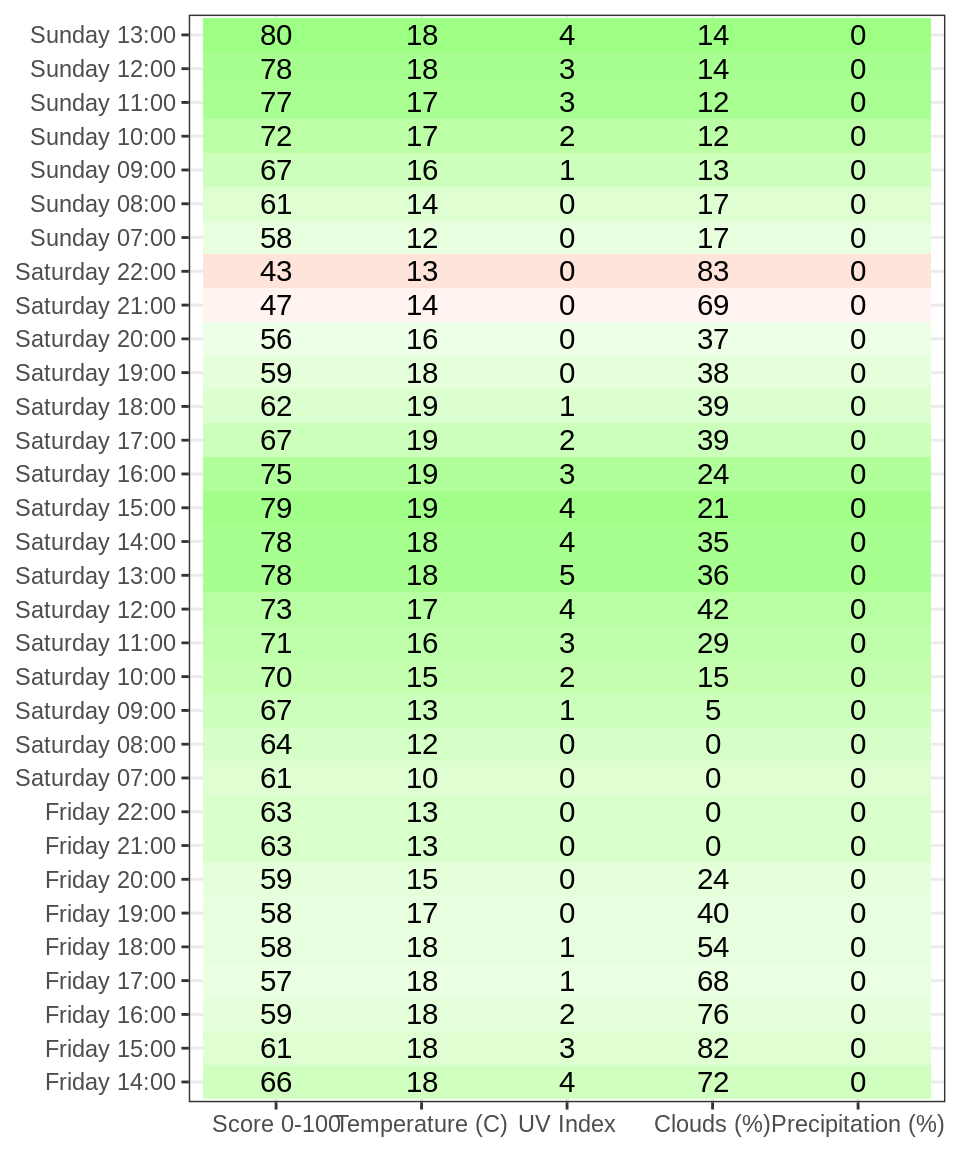 Sunday 13:00 80 18 4 14 0
Sunday 12:00 78 18 3 14 0
Sunday 11:00 77 17 3 12 0
Sunday 10:00 72 17 2 12 0
Sunday 09:00 67 16 1 13 0
Sunday 08:00 61 14 0 17 0
Sunday 07:00 58 12 0 17 0
Saturday 22:00 43 13 0 83 0
Saturday 21:00 47 14 0 69 0
Saturday 20:00 56 16 0 37 0
Saturday 19:00 59 18 0 38 0
Saturday 18:00 62 19 1 39 0
Saturday 17:00 67 19 2 39 0
Saturday 16:00 75 19 3 24 0
Saturday 15:00 79 19 4 21 0
Saturday 14:00 78 18 4 35 0
Saturday 13:00 78 18 5 36 0
Saturday 12:00 73 17 4 42 0
Saturday 11:00 71 16 3 29 0
Saturday 10:00 70 15 2 15 0
Saturday 09:00 67 13 1 5 0
Saturday 08:00 64 12 0 0 0
Saturday 07:00 61 10 0 0 0
Friday 22:00 63 13 0 0 0
Friday 21:00 63 13 0 0 0
Friday 20:00 59 15 0 24 0
Friday 19:00 58 17 0 40 0
Friday 18:00 58 18 1 54 0
Friday 17:00 57 18 1 68 0
Friday 16:00 59 18 2 76 0
Friday 15:00 61 18 3 82 0
Friday 14:00 66 18 4 72 0
Score 0-100 Temperature (C) UV Index Clouds (%) Precipitation (%)